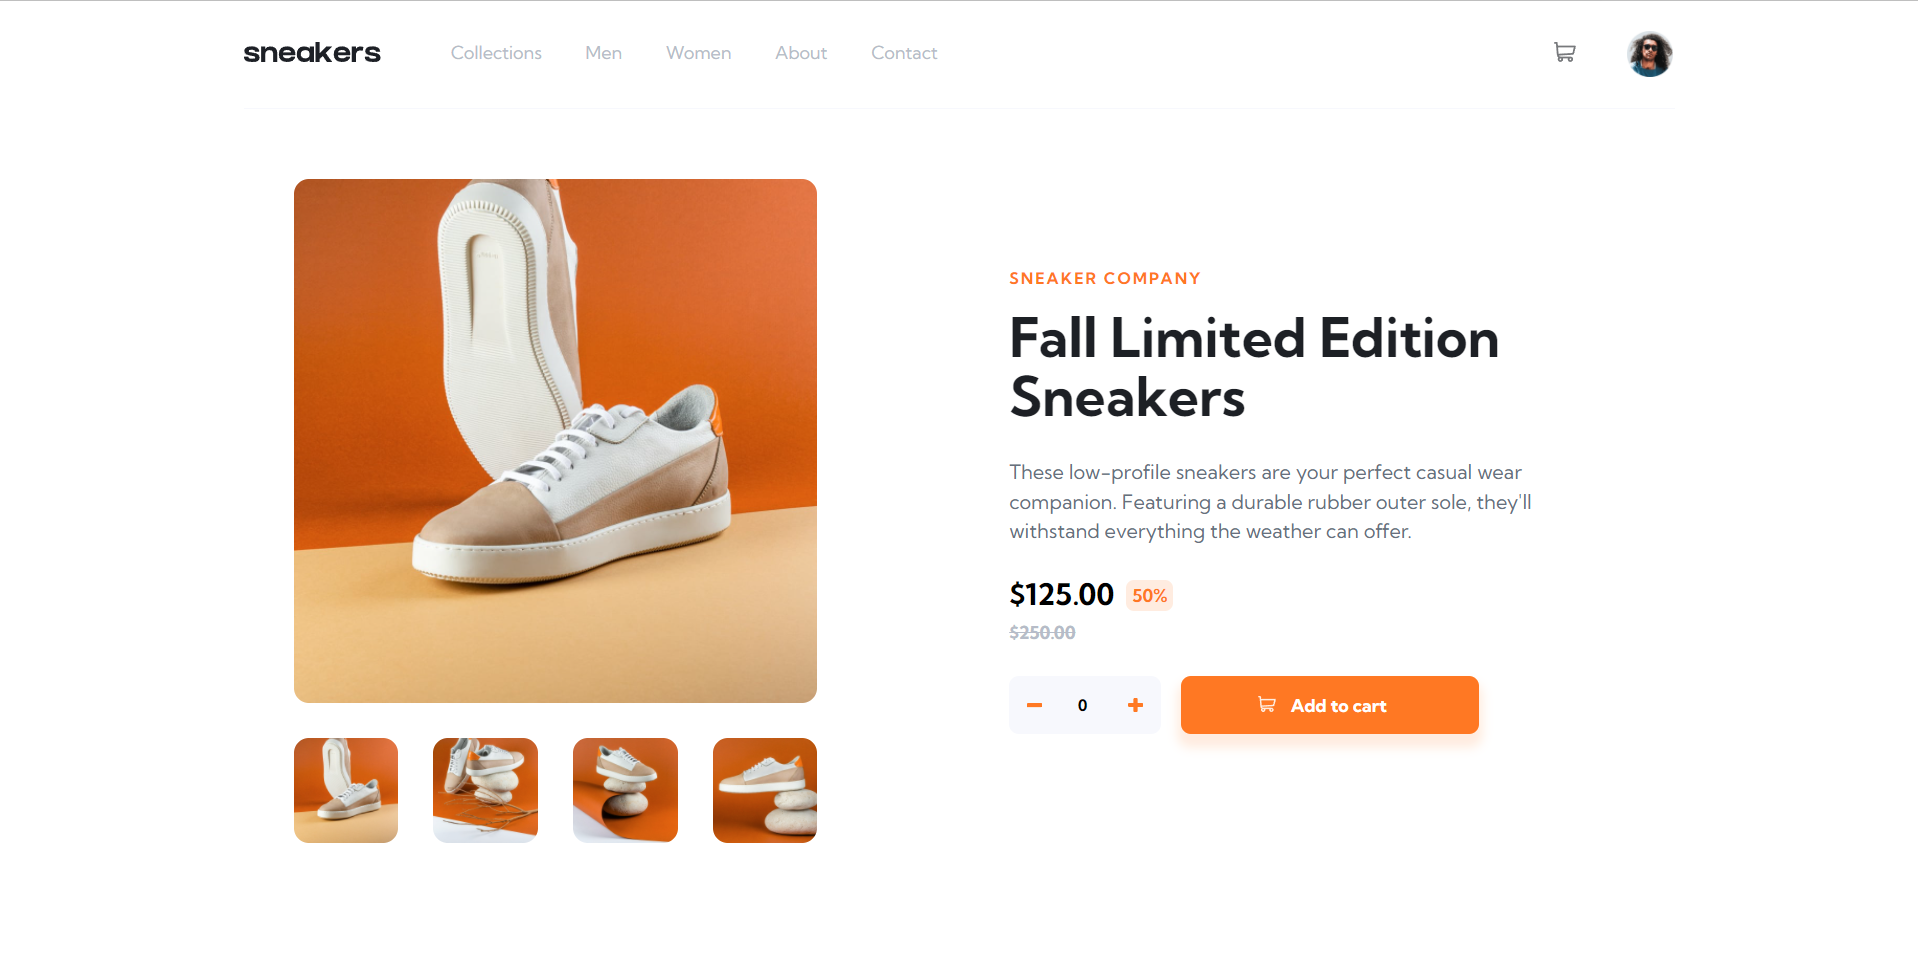 sneakers
Collections Men Women About Contact
SNEAKER COMPANY
Fall Limited Edition
Sneakers
These low-profile sneakers are your perfect casual wear
companion. Featuring a durable rubber outer sole, they'll
withstand everything the weather can offer.
$125.00 50%
$250.00
0 Add to cart